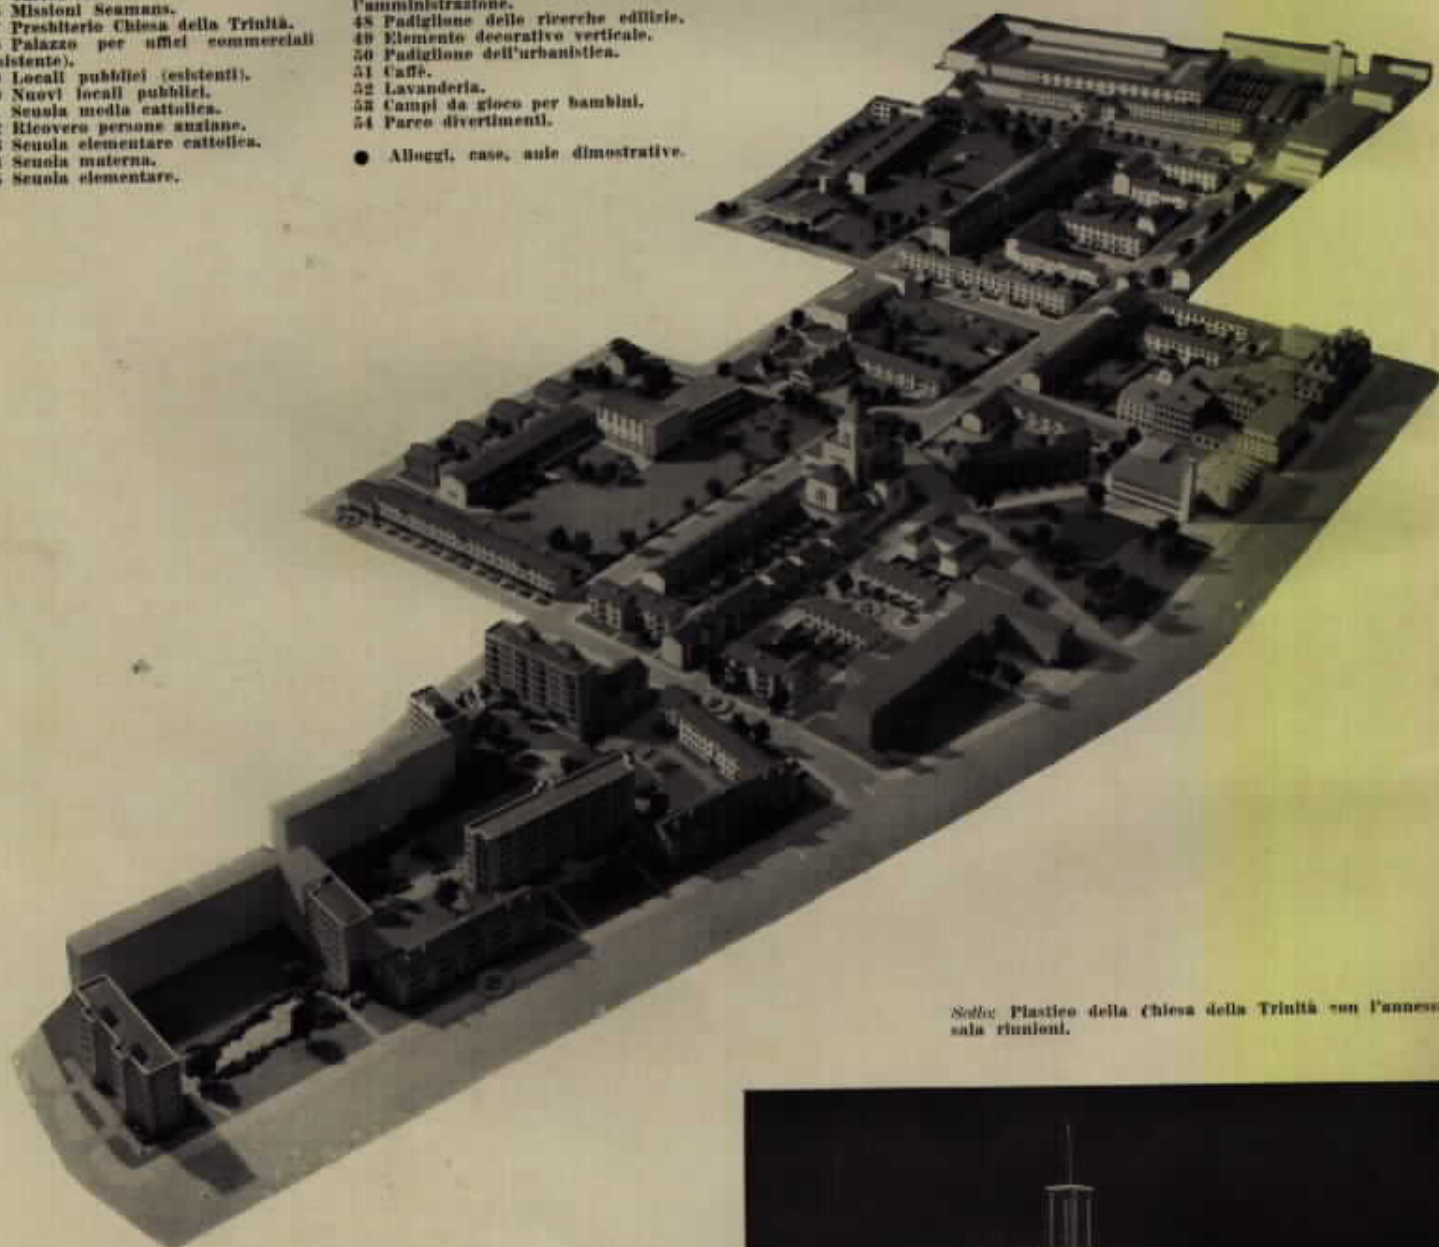 Missioni Seamans.
Presbiterio Chiesa della Trinità.
Palazzo per uffici commerciali
Locali pubblici (esistenti).
Nuovi locali pubblici.
Scuola media cattolica.
Ricovero persone anziane.
Scuola elementare cattolica.
Scuola materna.
Scuola elementare.
l'amministrazione.
48 Padiglione delle ricerche edilizie.
49 Elemento decorativo verticale.
50 Padiglione dell'urbanistica.
51 Caffè.
52 Lavanderia.
53 Campi da gioco per bambini.
54 Parco divertimenti.
● Alloggi, case, aule dimostrative.
Sotto: Plastico della Chiesa della Trinità con l'annessa
sala riunioni.